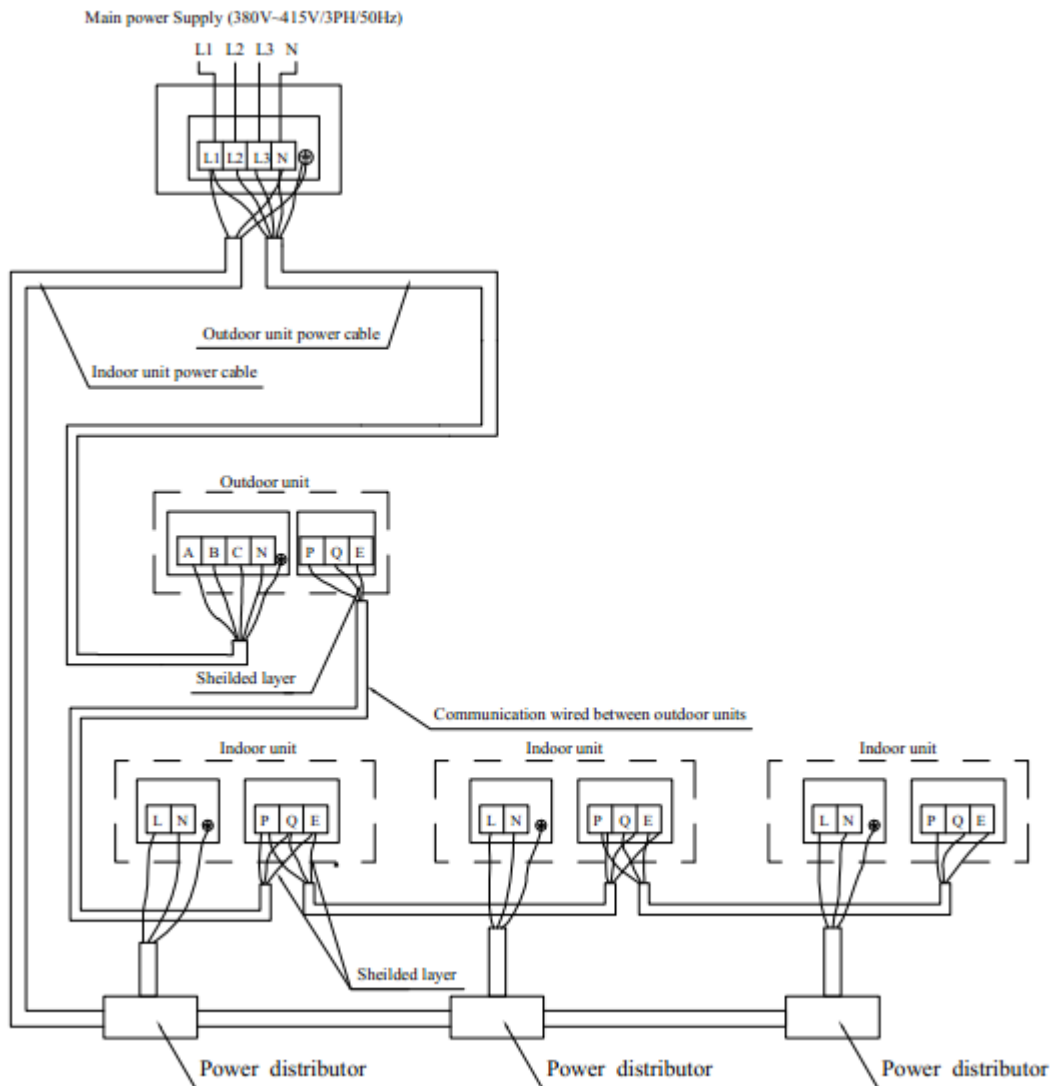 Main power Supply (380V~415V/3PH/50Hz)
L1 L2 L3 N
L1 L2 L3 N
Outdoor unit power cable
Indoor unit power cable
Outdoor unit
A B C N P Q E
Sheilded layer
Communication wired between outdoor units
Indoor unit Indoor unit Indoor unit
L N P Q E L N P Q E L N P Q E
Sheilded layer
Power distributor Power distributor Power distributor